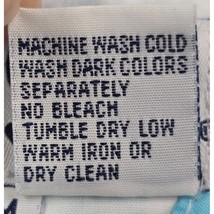 MACHINE WASH COLD
WASH DARK COLORS
SEPARATELY
NO BLEACH
TUMBLE DRY LOW
WARM IRON OR
DRY CLEAN